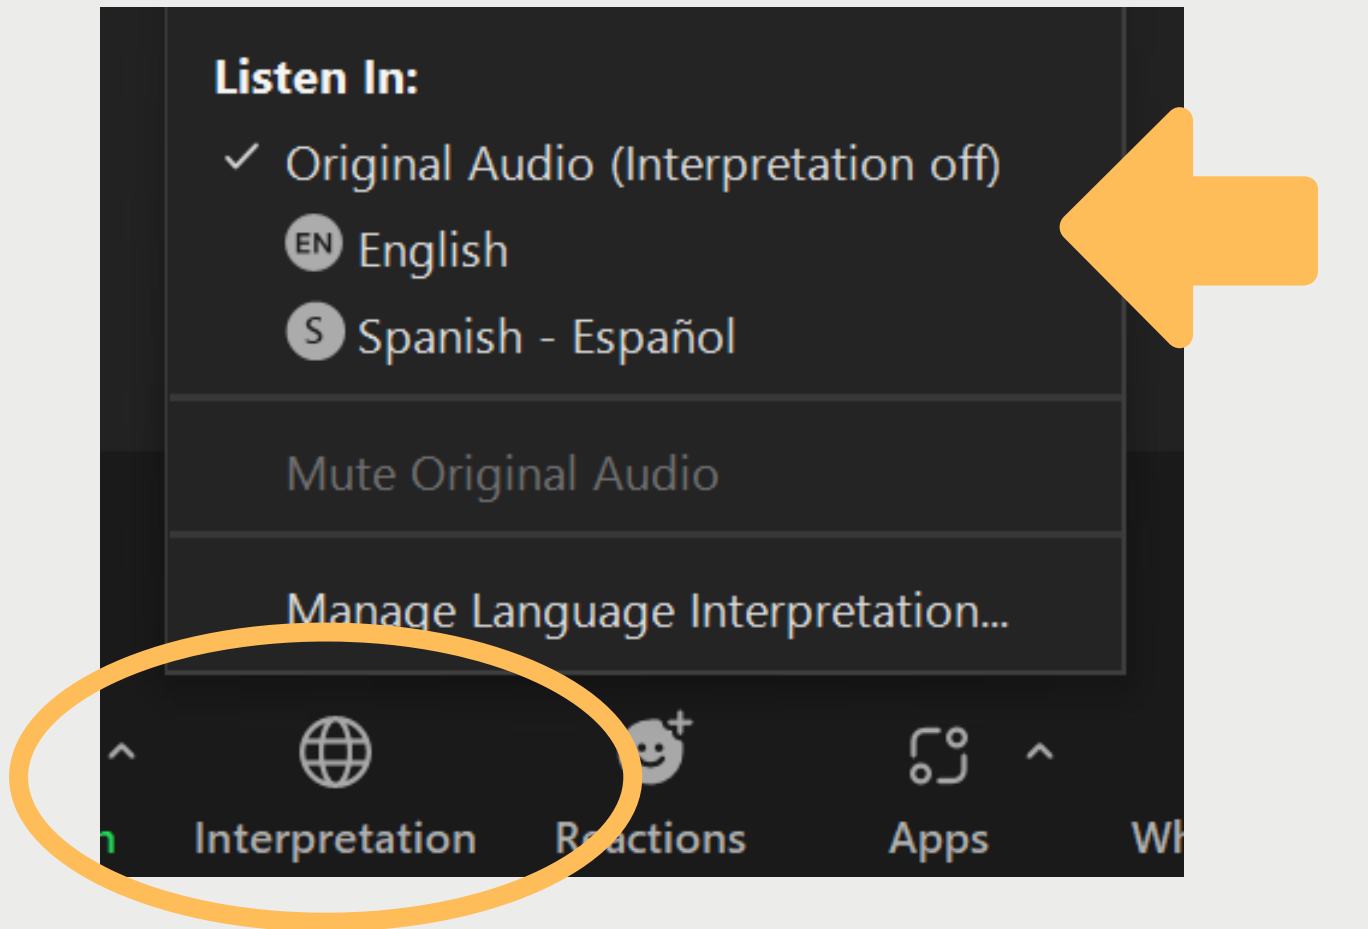 Listen In:
Original Audio (Interpretation off)
EN English
S Spanish - Español
Mute Original Audio
Manage Language Interpretation...
Interpretation Reactions Apps